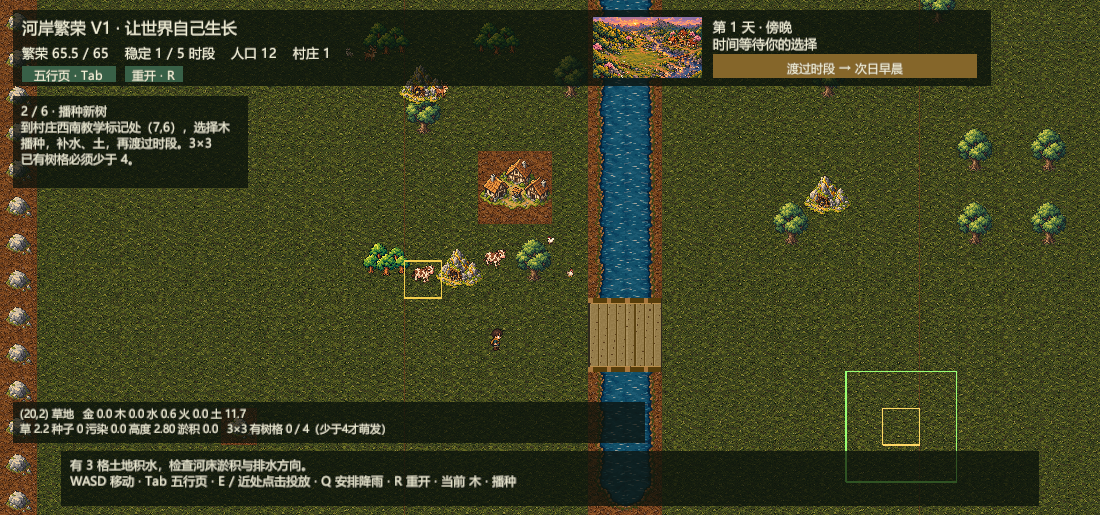 河岸繁荣 V1 · 让世界自己生长
繁荣 65.5 / 65 稳定 1 / 5 时段 人口 12 村庄 1
五行页 · Tab 重开 · R
第 1 天 · 傍晚
时间等待你的选择
渡过时段 → 次日早晨
2 / 6 · 播种新树
到村庄西南教学标记处（7,6），选择木
播种，补水、土，再渡过时段。3×3
已有树格必须少于 4。
(20,2) 草地 金 0.0 木 0.0 水 0.6 火 0.0 土 11.7
草 2.2 种子 0 污染 0.0 高度 2.80 淤积 0.0 3×3 有树格 0 / 4（少于4才萌发）
有 3 格土地积水，检查河床淤积与排水方向。
WASD 移动 · Tab 五行页 · E / 近处点击投放 · Q 安排降雨 · R 重开 · 当前 木 · 播种